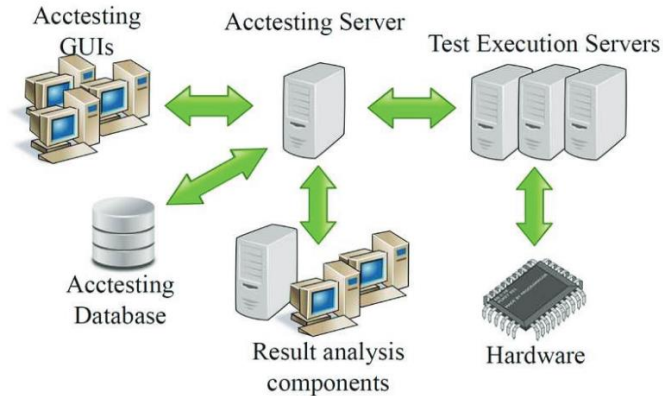 Acctesting
GUIs
Acctesting Server
Test Execution Servers
Acctesting
Database
Result analysis
components
Hardware